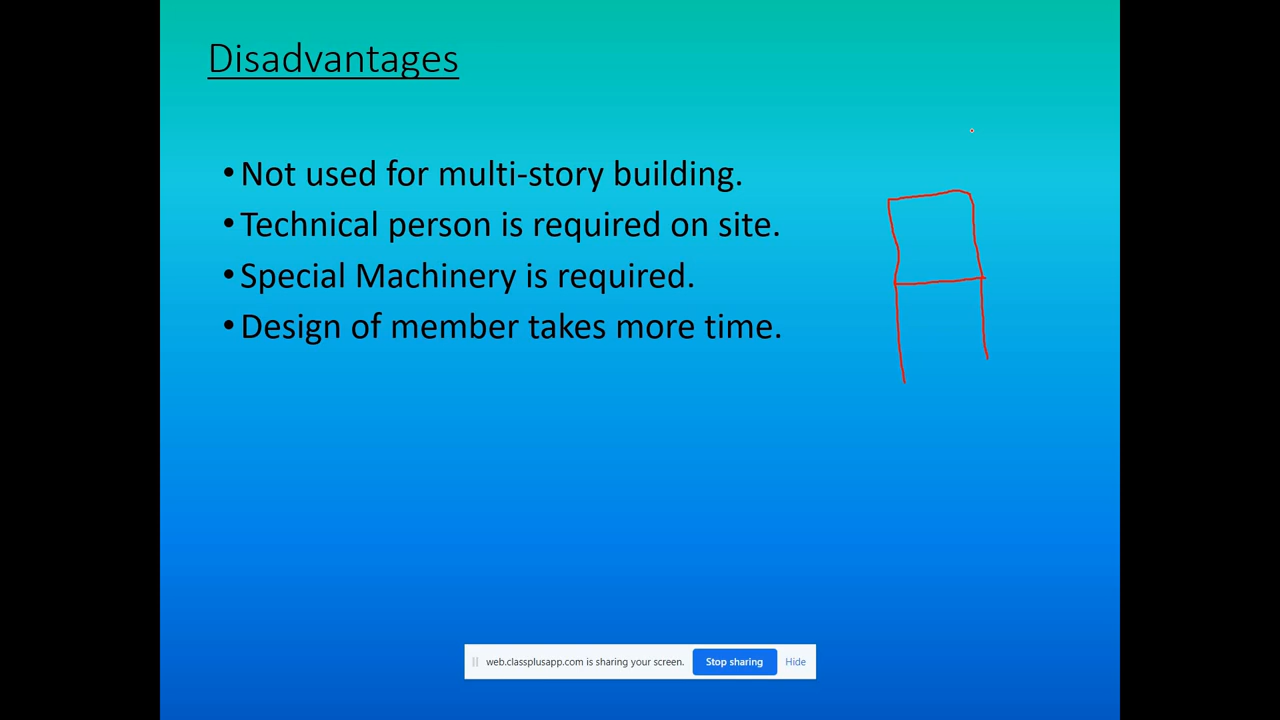 Disadvantages
•Not used for multi-story building.
•Technical person is required on site.
•Special Machinery is required.
•Design of member takes more time.
web.classplusapp.com is sharing your screen. Stop sharing Hide